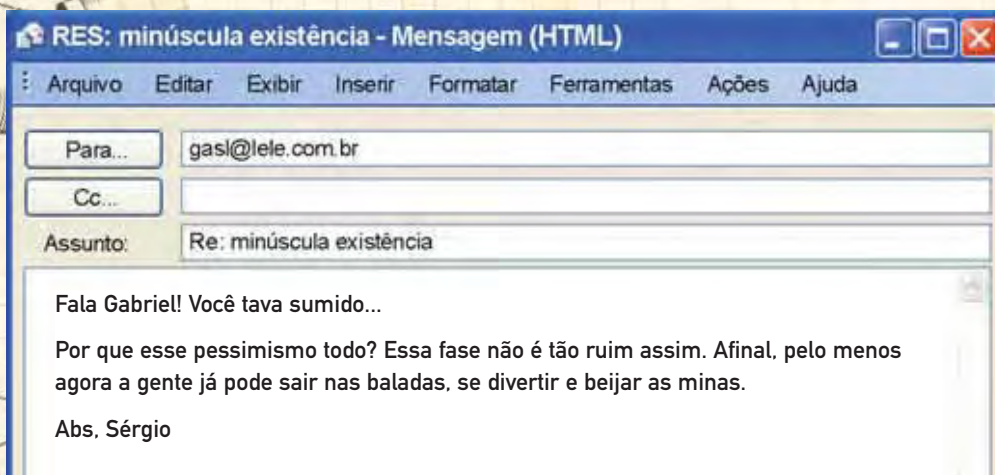 RES: minúscula existência - Mensagem (HTML)
Arquivo Editar Exibir Inserir Formatar Ferramentas Ações Ajuda
Para... gasl@lele.com.br
Cc...
Assunto: Re: minúscula existência
Fala Gabriel! Você tava sumido...
Por que esse pessimismo todo? Essa fase não é tão ruim assim. Afinal, pelo menos
agora a gente já pode sair nas baladas, se divertir e beijar as minas.
Abs, Sérgio